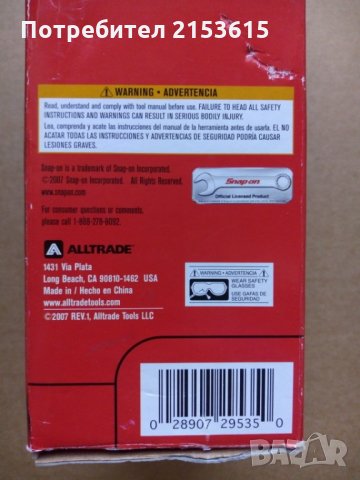 Потребител 2153615
WARNING • ADVERTENCIA
Read, understand and comply with tool manual before use. FAILURE TO HEAD ALL SAFETY
INSTRUCTIONS AND WARNINGS CAN RESULT IN SERIOUS BODILY INJURY.
Lea, comprenda y acate las instrucciones del manual de la herramienta antes de usarla. EL NO
ACATAR TODAS LAS INSTRUCCIONES Y ADVERTENCIAS DE SEGURIDAD PODRÍA CAUSAR
LESIONES GRAVES.
Snap-on is a trademark of Snap-on Incorporated.
©2007 Snap-on Incorporated. All Rights Reserved.
www.snapon.com
Snap-on
Official Licensed Product
For consumer questions or comments,
please call 1-888-278-8092.
ALLTRADE
1431 Via Plata
Long Beach, CA 90810-1462 USA
Made in / Hecho en China
www.alltradetools.com
©2007 REV.1, Alltrade Tools LLC
WARNING • ADVERTENCIA
WEAR SAFETY
GLASSES
USE GAFAS DE
SEGURIDAD
0 28907 29535 0
BAZAR